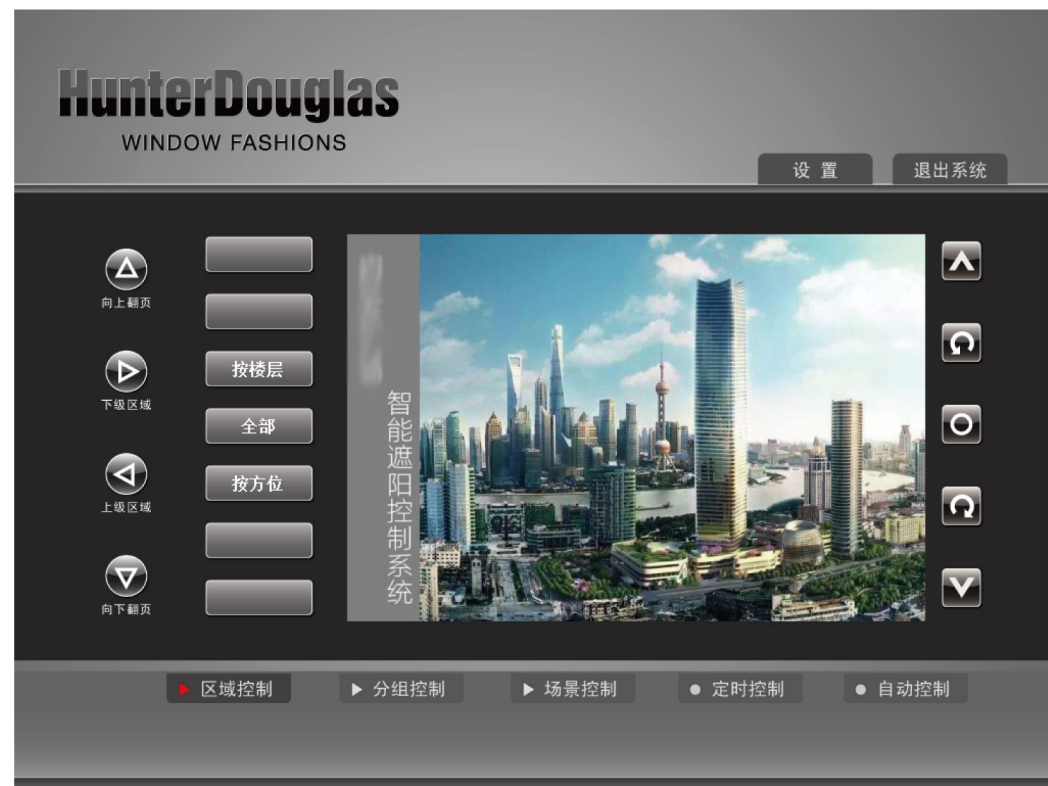 HunterDouglas
WINDOW FASHIONS
设 置
退出系统
向上翻页
下级区域
上级区域
向下翻页
按楼层
全部
按方位
智能遮阳控制系统
区域控制
分组控制
场景控制
定时控制
自动控制